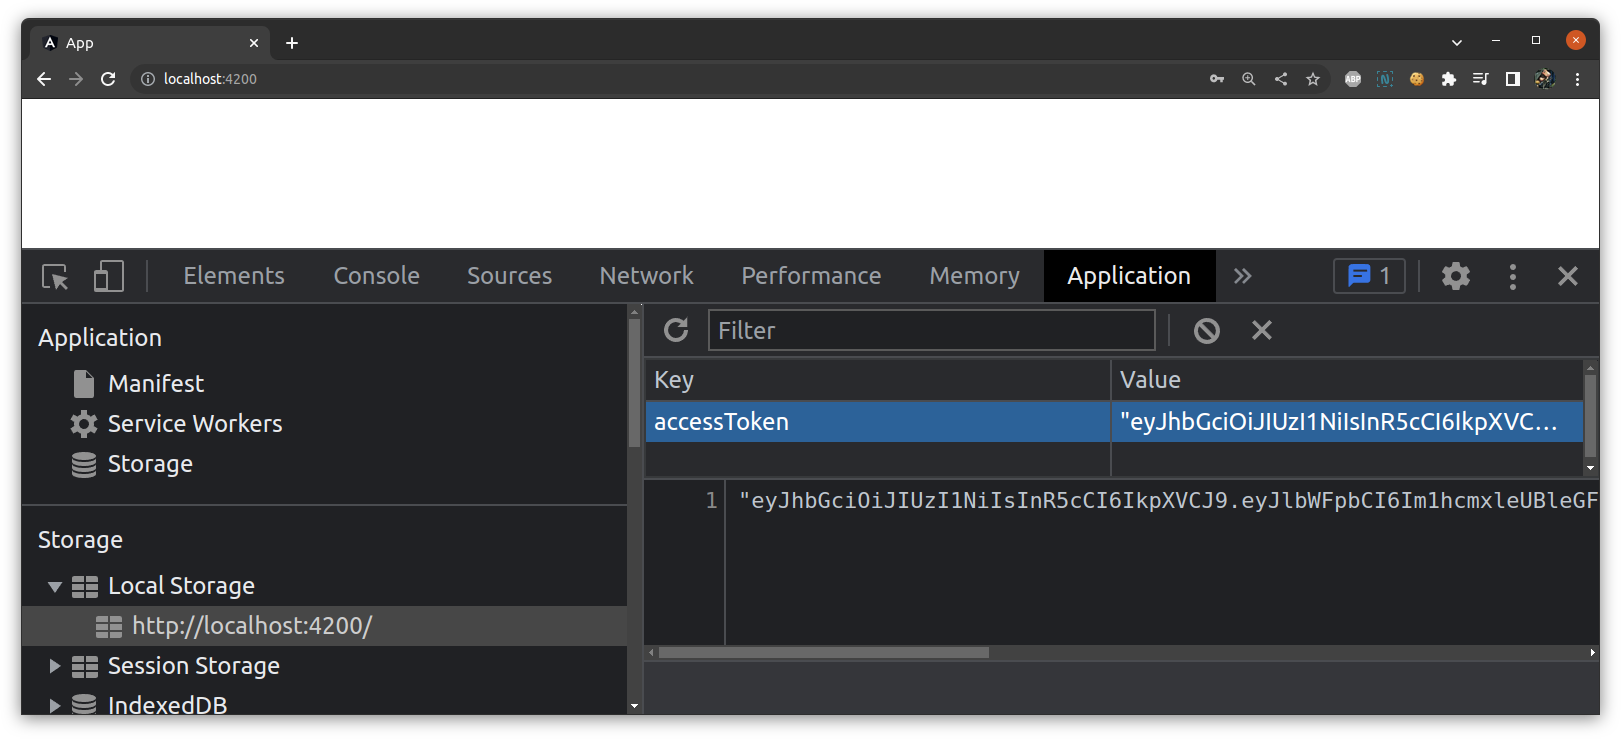 App
localhost:4200
ABP
N
Elements Console Sources Network Performance Memory Application 1
Application
Manifest
Service Workers
Storage
Storage
Local Storage
http://localhost:4200/
Session Storage
IndexedDB
Filter
Key Value
accessToken "eyJhbGciOiJIUzI1NiIsInR5cCI6IkpXVC…
1 "eyJhbGciOiJIUzI1NiIsInR5cCI6IkpXVCJ9.eyJlbWFpbCI6Im1hcmxleUBleGF